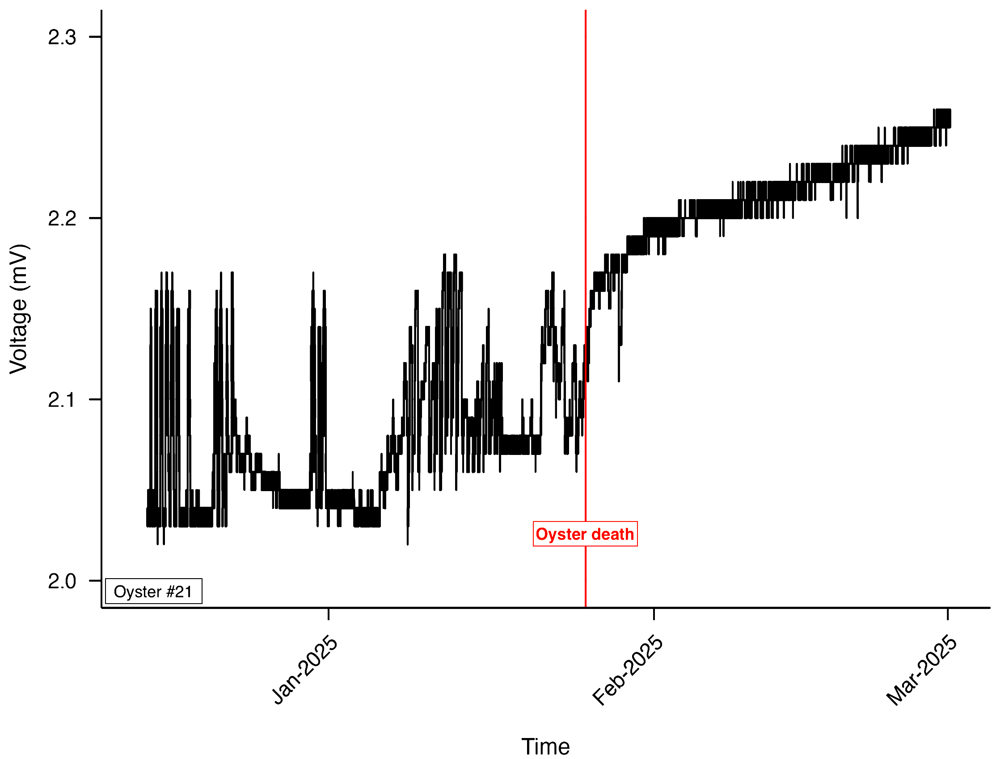 2.3
2.2
2.1
2.0
Voltage (mV)
Oyster death
Oyster #21
Jan-2025
Feb-2025
Mar-2025
Time